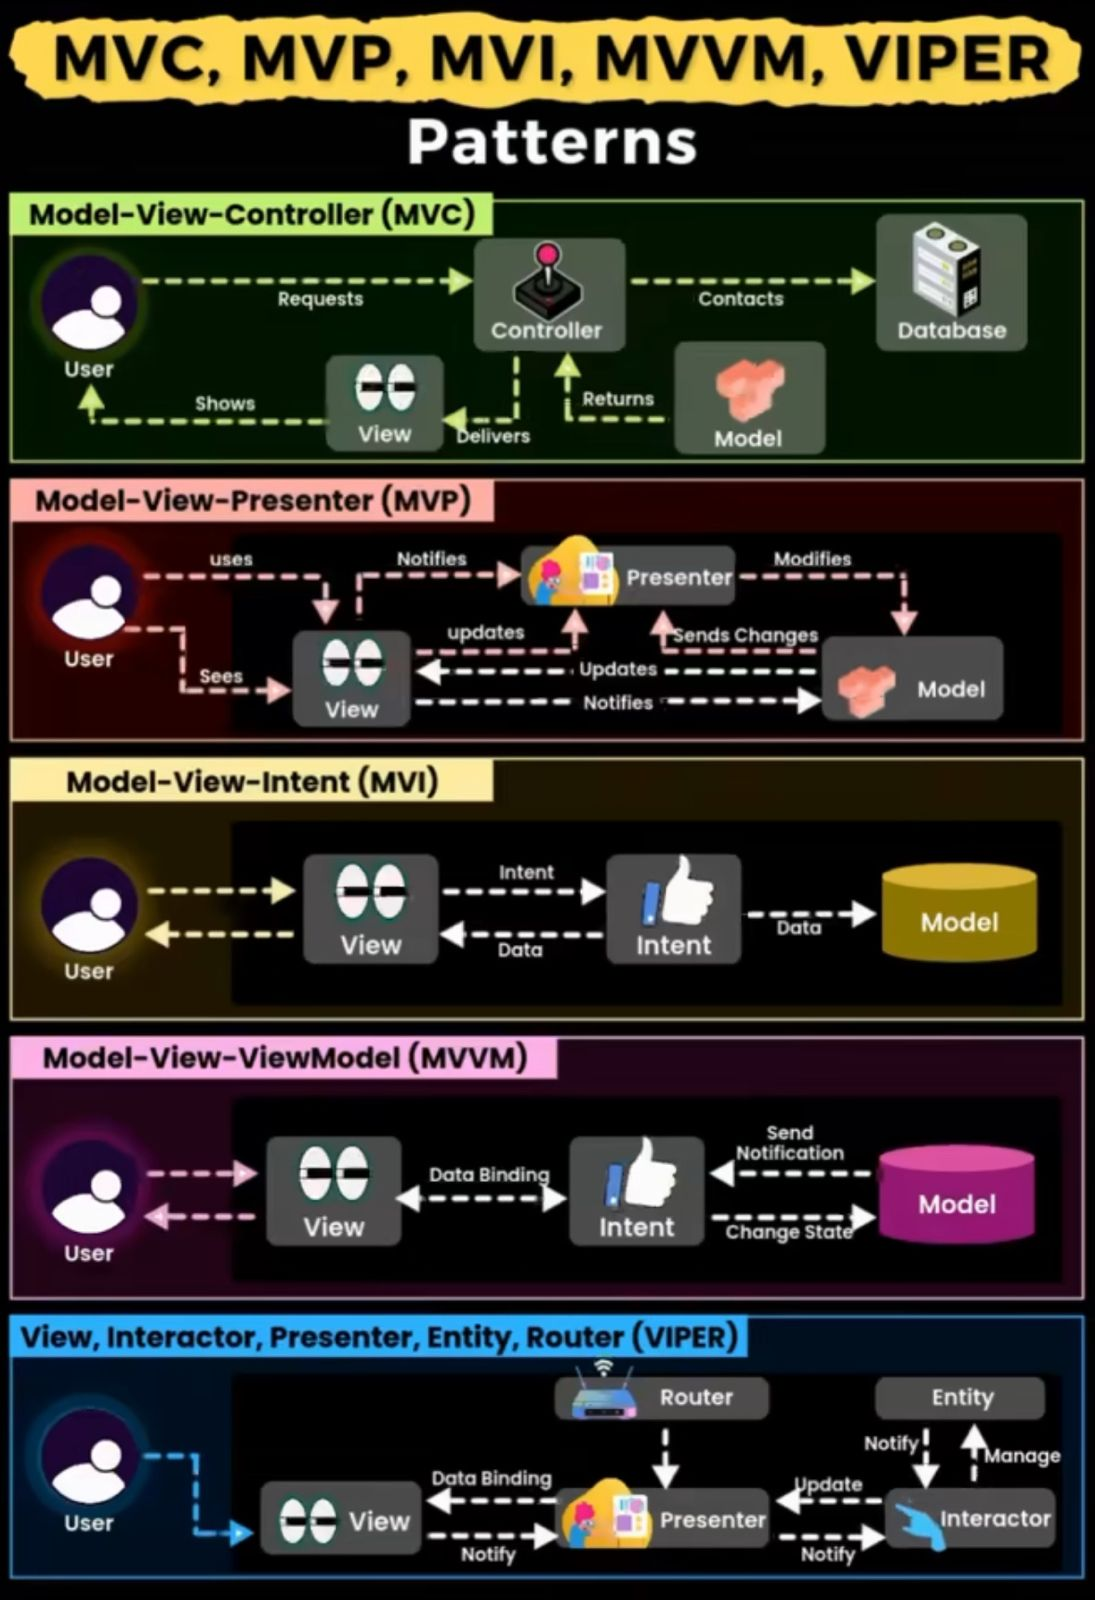 MVC, MVP, MVI, MVVM, VIPER
Patterns
Model-View-Controller (MVC)
Requests
Controller
Contacts
Database
User
Shows
View
Delivers
Returns
Model
Model-View-Presenter (MVP)
uses
Notifies
Presenter
Modifies
User
Sees
updates
Sends Changes
Updates
Notifies
View
Model
Model-View-Intent (MVI)
User
View
Intent
Data
Intent
Data
Model
Model-View-ViewModel (MVVM)
User
View
Data Binding
Intent
Send
Notification
Change State
Model
View, Interactor, Presenter, Entity, Router (VIPER)
Router
Entity
Notify
Manage
User
View
Data Binding
Notify
Presenter
Update
Notify
Interactor